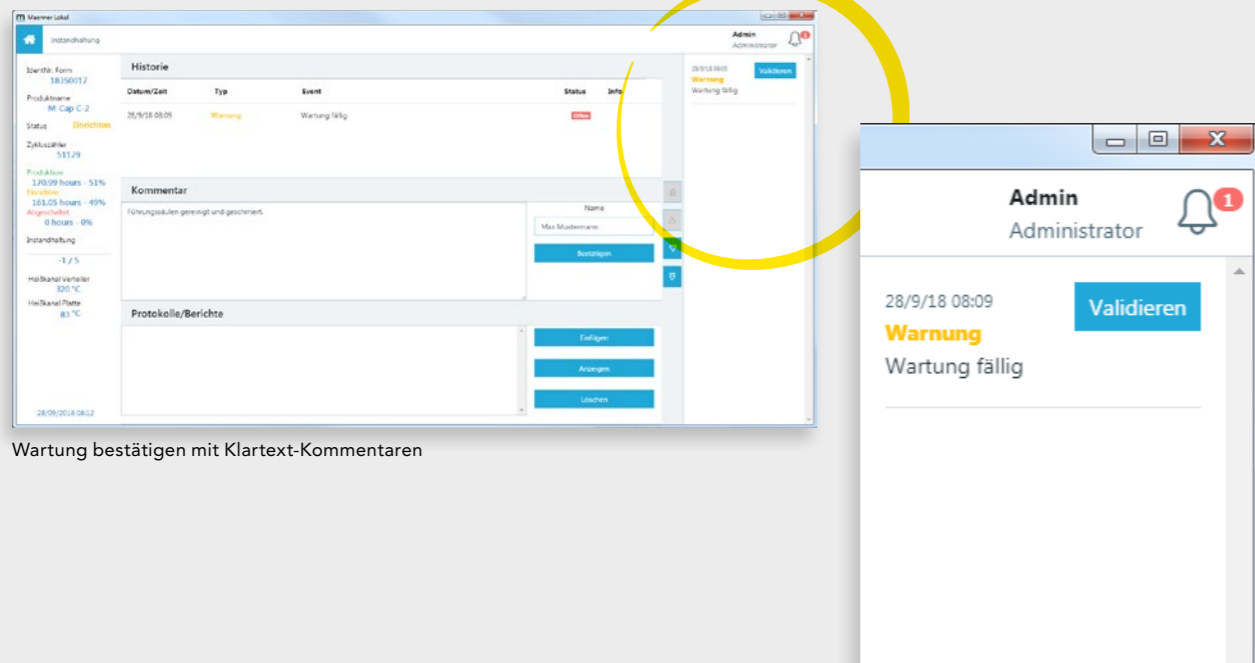 Maenner Lokal
Instandhaltung
Admin
Administrator
1
IdentNr. Form
18350017
Produktname
M-Cap C-2
Status Einrichten
Zykluszähler
51129
Produktion
170.99 hours - 51%
Einrichten
161.05 hours - 49%
Abgeschaltet
0 hours - 0%
Instandhaltung
-1 / 5
Heißkanal Verteiler
320 °C
Heißkanal Platte
83 °C
28/09/2018 08:12
Historie
Datum/Zeit Typ Event Status Info
28/9/18 08:09 Warnung Wartung fällig Offen
Kommentar
Führungssäulen gereinigt und geschmiert.
Name
Max Mustermann
Bestätigen
Protokolle/Berichte
Einfügen
Anzeigen
Löschen
28/9/18 08:09
Validieren
Warnung
Wartung fällig
Wartung bestätigen mit Klartext-Kommentaren
Admin
Administrator
1
28/9/18 08:09
Validieren
Warnung
Wartung fällig